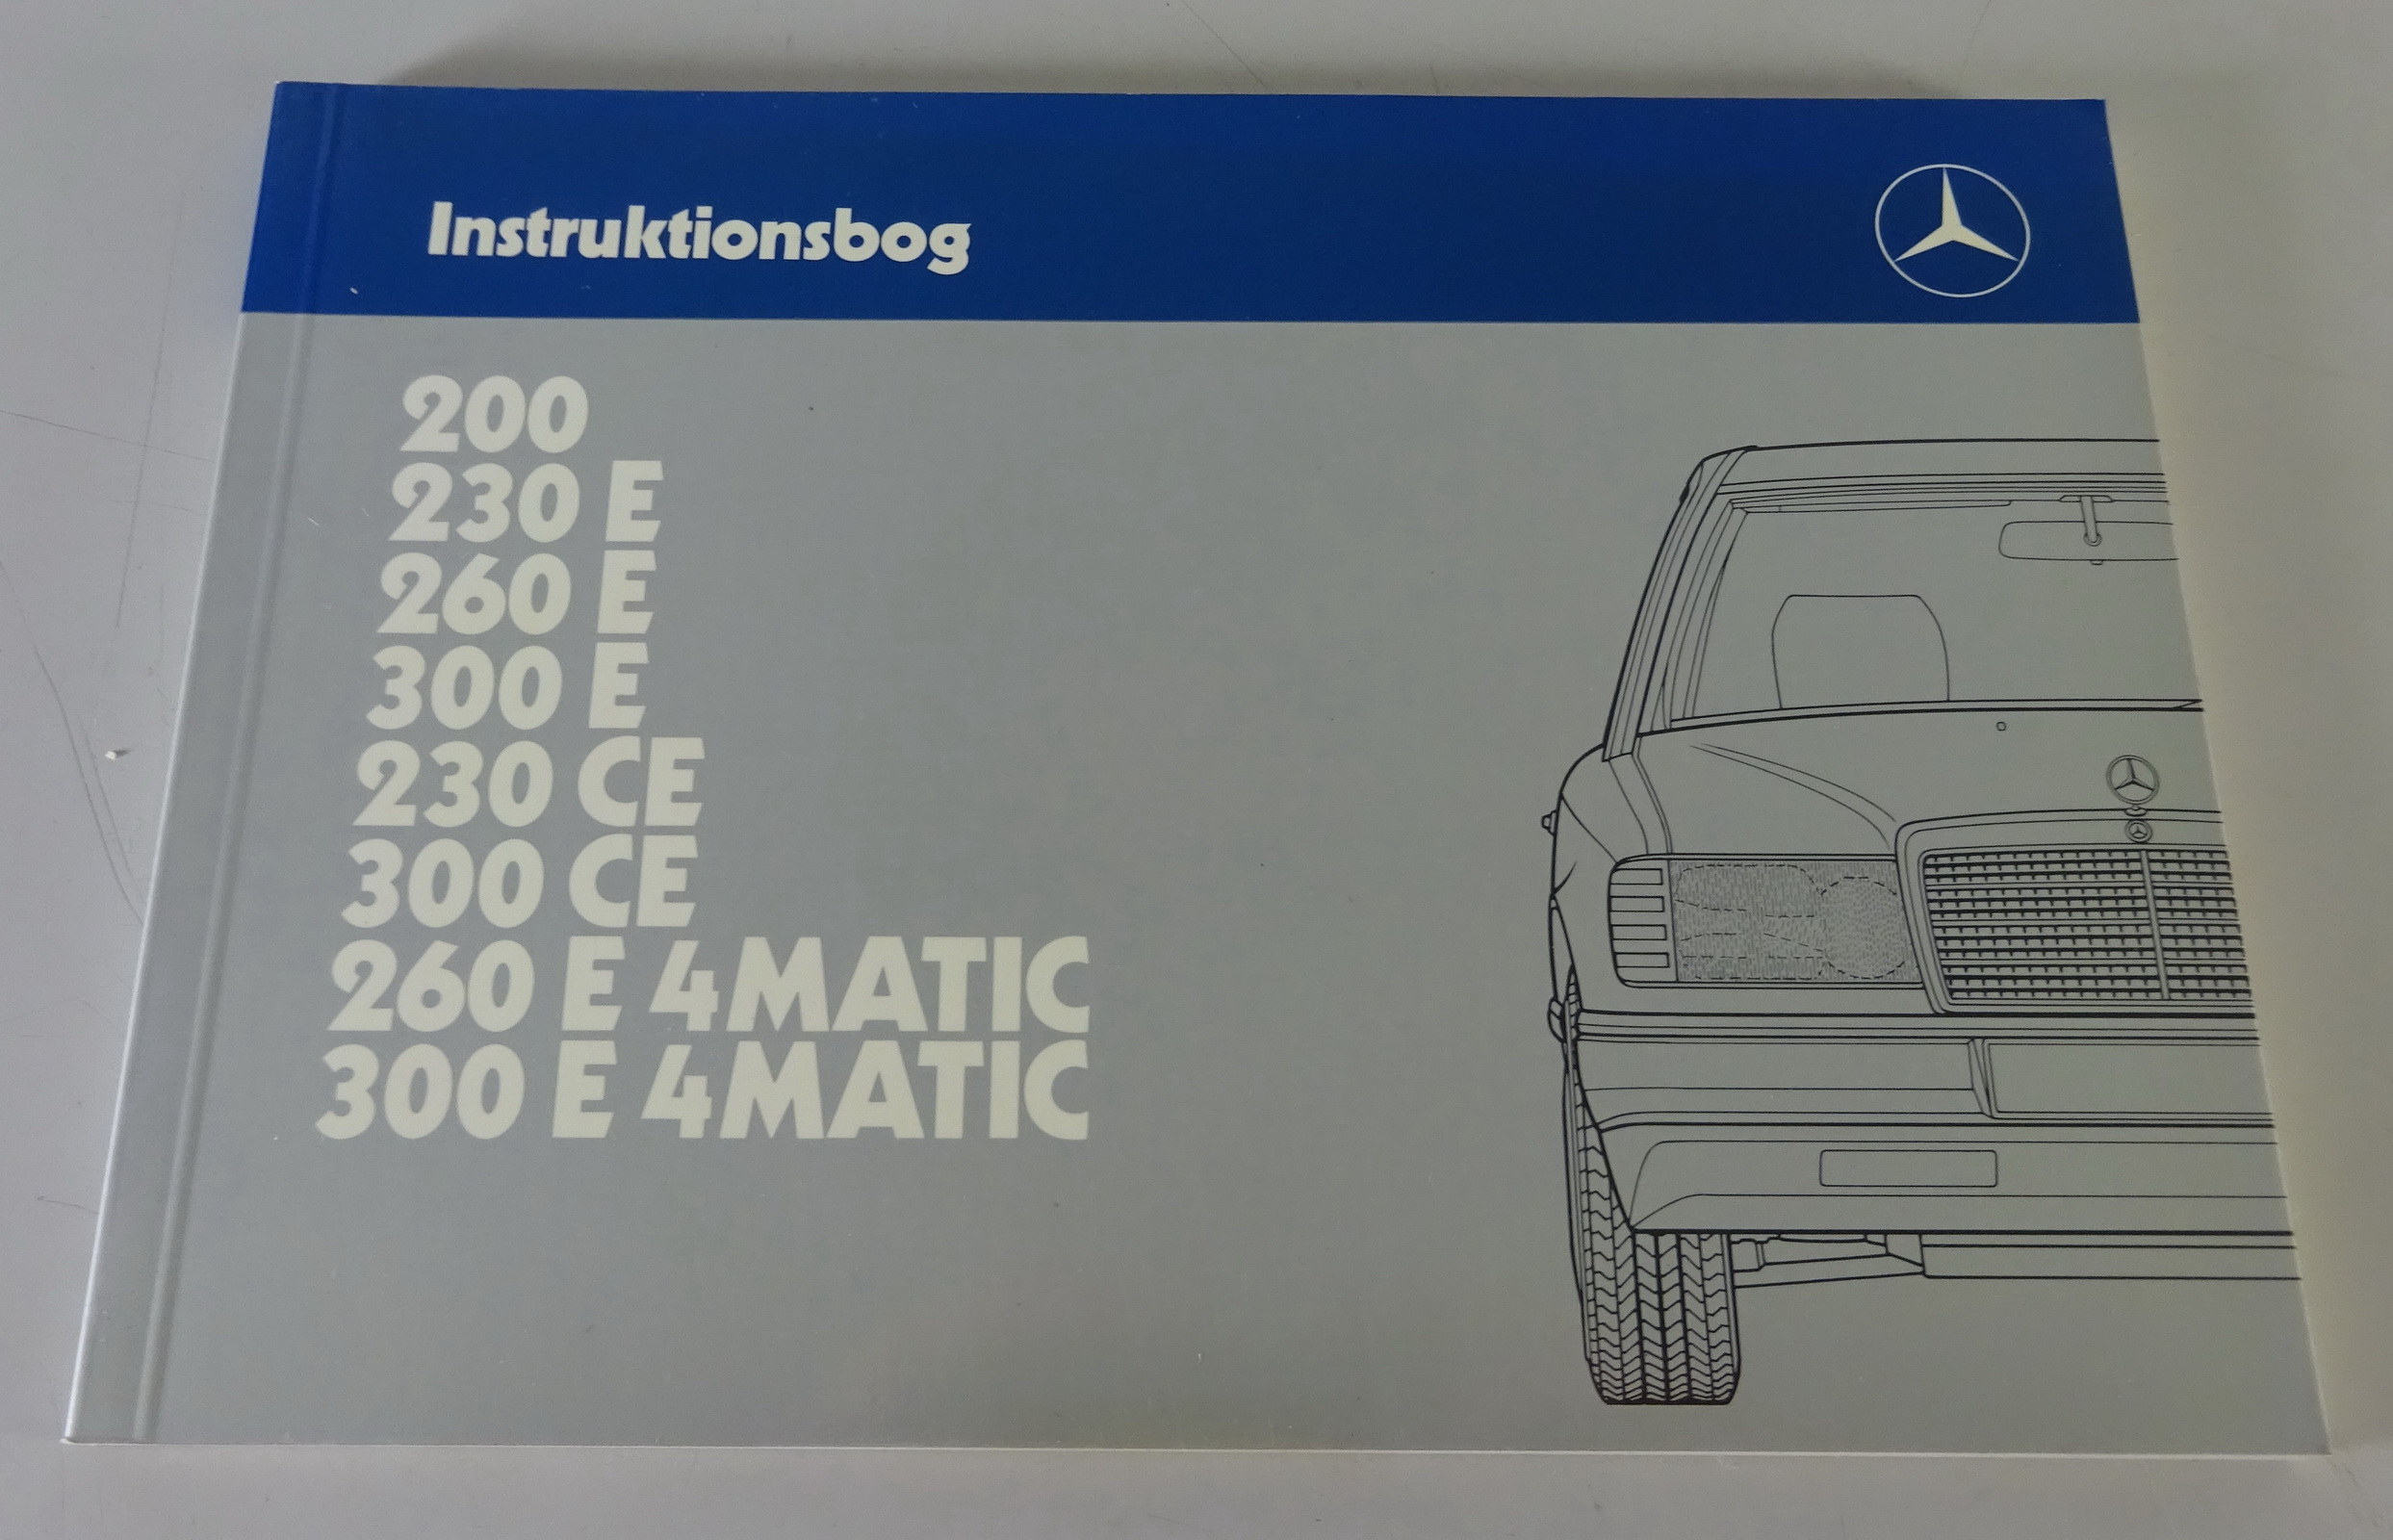 Instruktionsbog
200
230 E
260 E
300 E
230 CE
300 CE
260 E 4MATIC
300 E 4MATIC